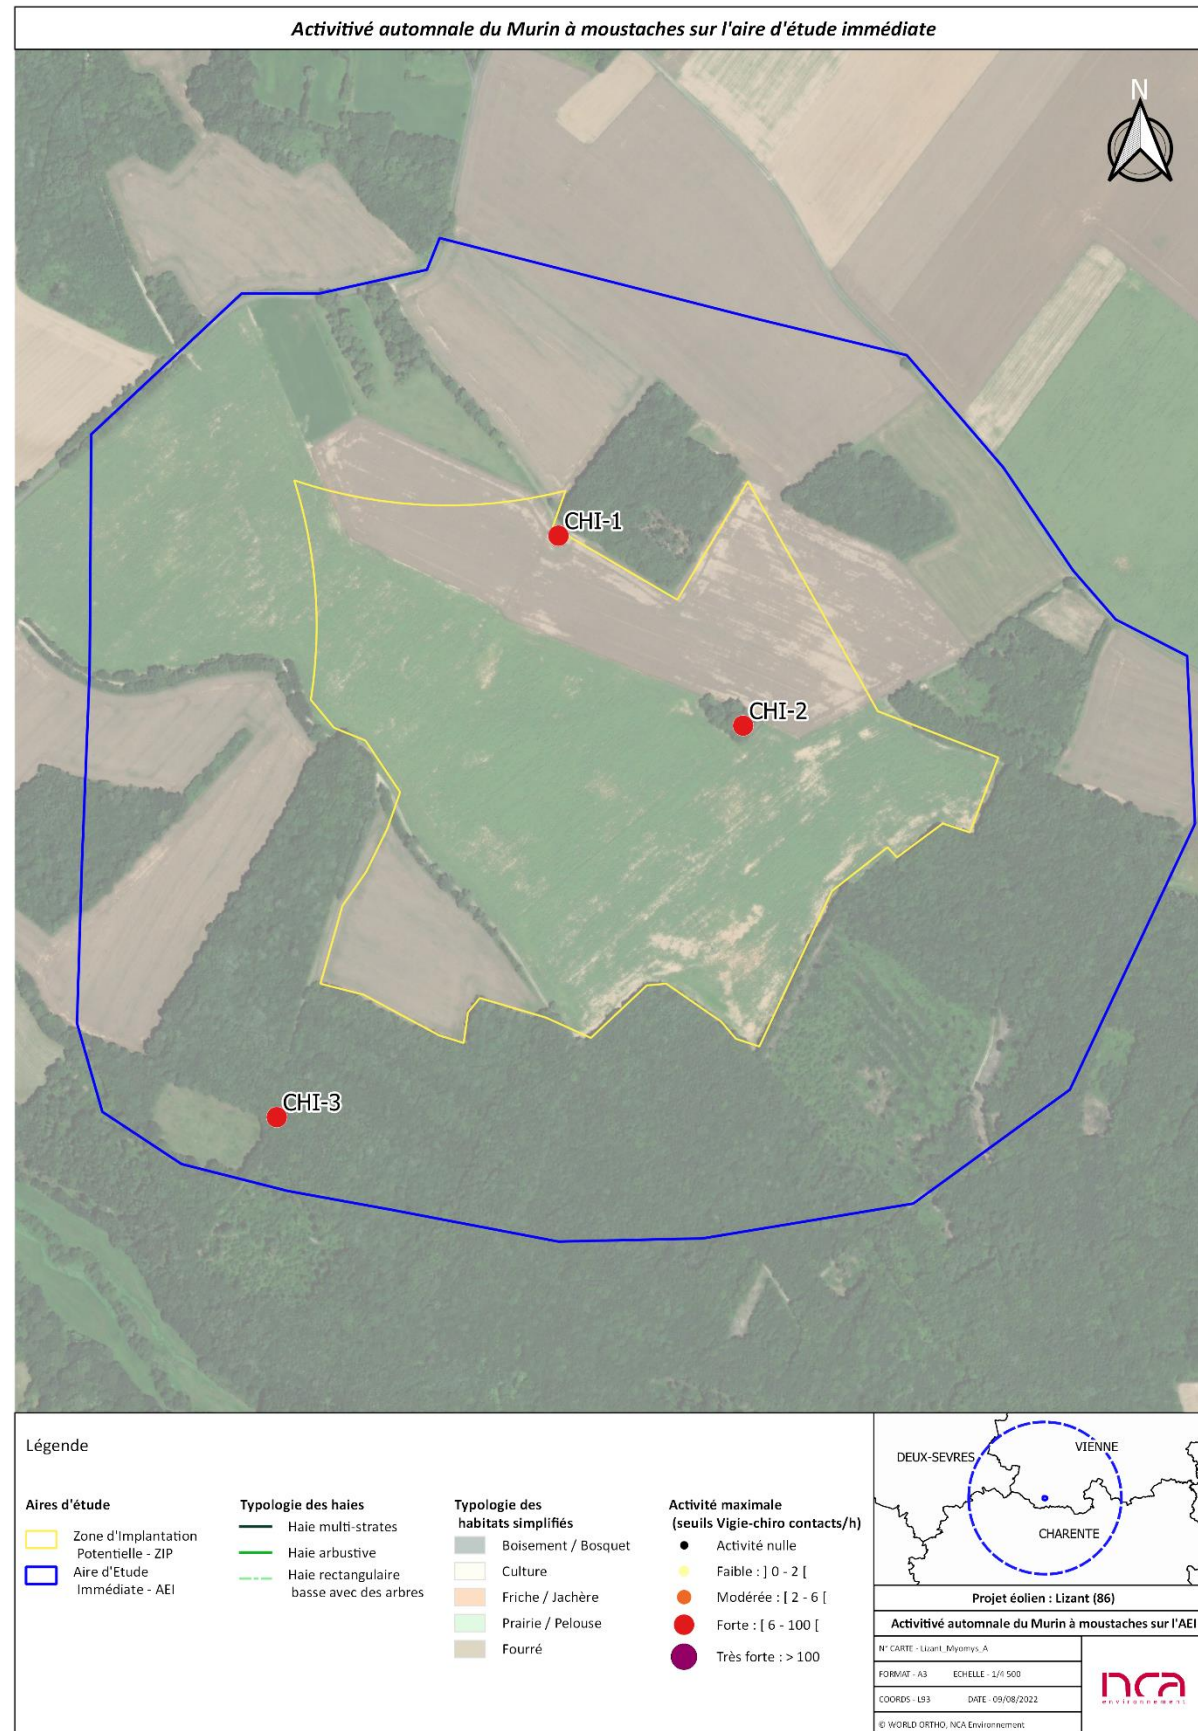 Activitivé automnale du Murin à moustaches sur l'aire d'étude immédiate
N
CHI-1
CHI-2
CHI-3
Légende
Aires d'étude
Zone d'Implantation
Potentielle - ZIP
Aire d'Etude
Immédiate - AEI
Typologie des haies
Haie multi-strates
Haie arbustive
Haie rectangulaire
basse avec des arbres
Typologie des
habitats simplifiés
Boisement / Bosquet
Culture
Friche / Jachère
Prairie / Pelouse
Fourré
Activité maximale
(seuils Vigie-chiro contacts/h)
Activité nulle
Faible : ] 0 - 2 [
Modérée : [ 2 - 6 [
Forte : [ 6 - 100 [
Très forte : > 100
DEUX-SEVRES
VIENNE
CHARENTE
Projet éolien : Lizant (86)
Activitivé automnale du Murin à moustaches sur l'AEI
N° CARTE - Lizant_Myomys_A
FORMAT - A3 ECHELLE - 1/4 500
COORDS - L93 DATE - 09/08/2022
© WORLD ORTHO, NCA Environnement
nca
environnement